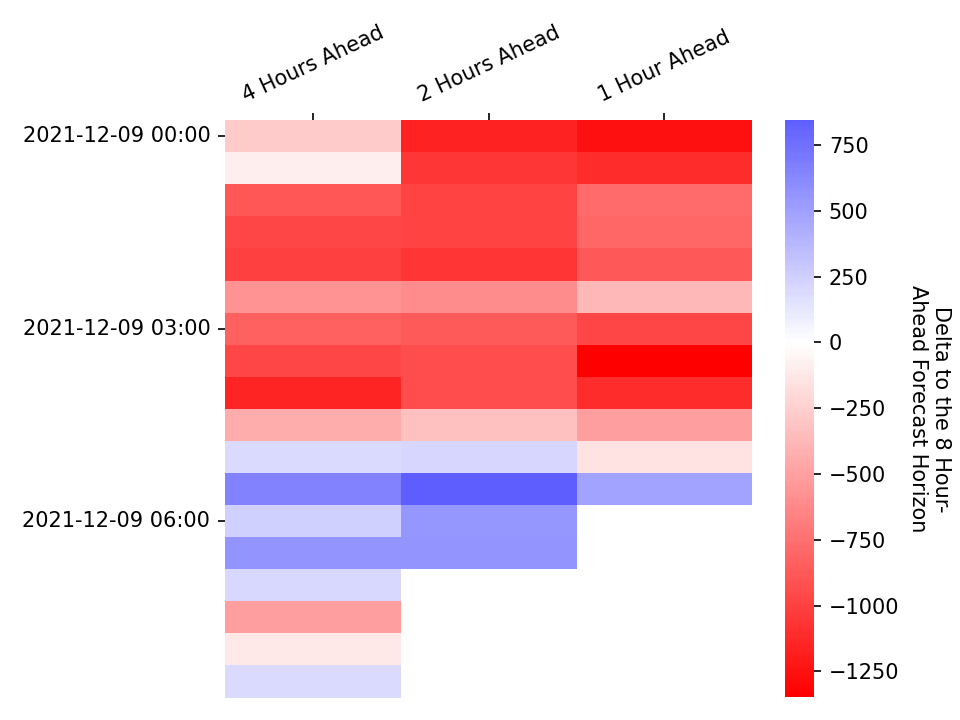 4 Hours Ahead
2 Hours Ahead
1 Hour Ahead
2021-12-09 00:00
2021-12-09 03:00
2021-12-09 06:00
750
500
250
0
−250
−500
−750
−1000
−1250
Delta to the 8 Hour-
Ahead Forecast Horizon